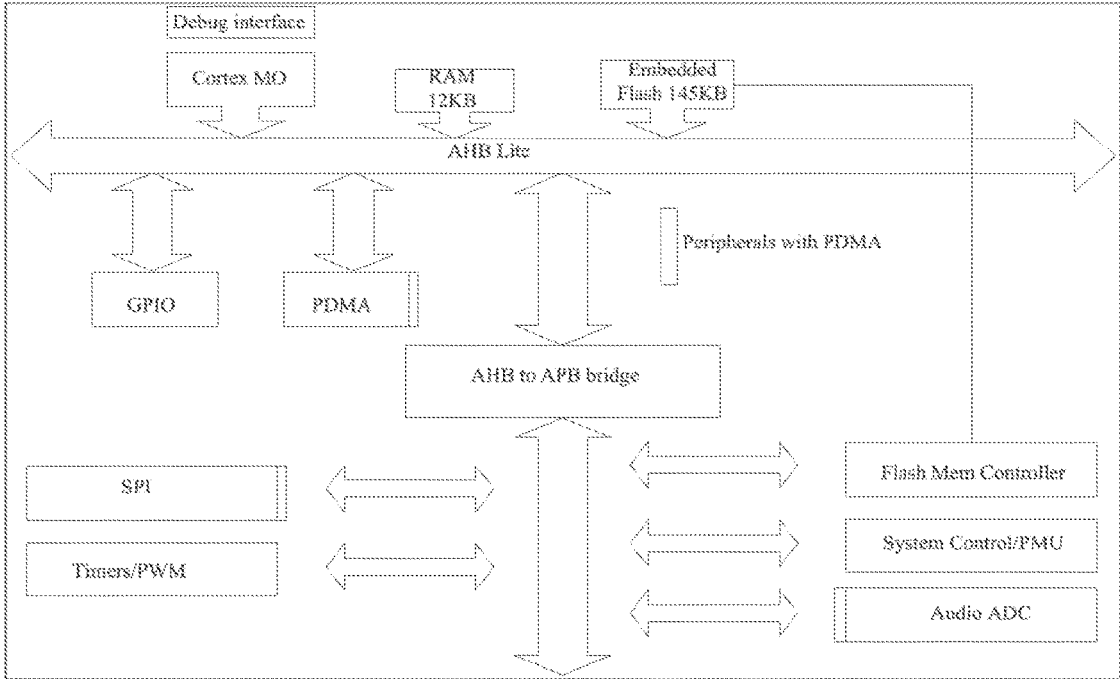 Debug interface
Cortex MO
RAM
12KB
Embedded
Flash 145KB
AHB Lite
Peripherals with PDMA
GPIO
PDMA
AHB to APB bridge
SPI
Flash Mem Controller
Timers/PWM
System Control/PMU
Audio ADC